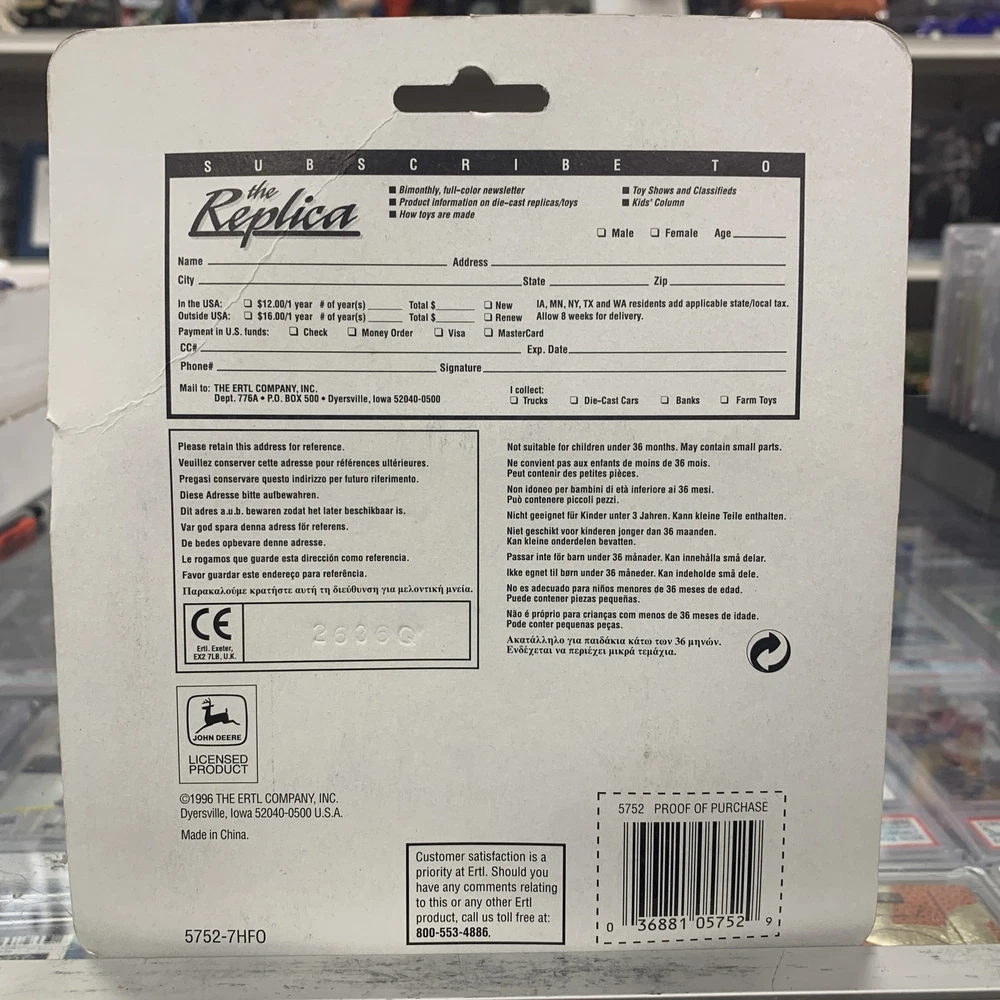 SUBSCRIBE TO
the
Replica
■ Bimonthly, full-color newsletter
■ Product information on die-cast replicas/toys
■ How toys are made
■ Toy Shows and Classifieds
■ Kids' Column
❑ Male ❑ Female Age
Name Address
City State Zip
In the USA: ❑ $12.00/1 year # of year(s) Total $ ❑ New IA, MN, NY, TX and WA residents add applicable state/local tax.
Outside USA: ❑ $16.00/1 year # of year(s) Total $ ❑ Renew Allow 8 weeks for delivery.
Payment in U.S. funds: ❑ Check ❑ Money Order ❑ Visa ❑ MasterCard
CC# Exp. Date
Phone# Signature
Mail to: THE ERTL COMPANY, INC.
Dept. 776A • P.O. BOX 500 • Dyersville, Iowa 52040-0500
I collect:
❑ Trucks ❑ Die-Cast Cars ❑ Banks ❑ Farm Toys
Please retain this address for reference.
Veuillez conserver cette adresse pour références ultérieures.
Pregasi conservare questo indirizzo per futuro riferimento.
Diese Adresse bitte aufbewahren.
Dit adres a.u.b. bewaren zodat het later beschikbaar is.
Var god spara denna adress för referens.
De bedes opbevare denne adresse.
Le rogamos que guarde esta dirección como referencia.
Favor guardar este endereço para referência.
Παρακαλούμε κρατήστε αυτή τη διεύθυνση για μελοντική μνεία.
CE
Ertl. Exeter,
EX2 7LB, U.K.
2636Q
Not suitable for children under 36 months. May contain small parts.
Ne convient pas aux enfants de moins de 36 mois.
Peut contenir des petites pièces.
Non idoneo per bambini di età inferiore ai 36 mesi.
Può contenere piccoli pezzi.
Nicht geeignet für Kinder unter 3 Jahren. Kann kleine Teile enthalten.
Niet geschikt voor kinderen jonger dan 36 maanden.
Kan kleine onderdelen bevatten.
Passar inte för barn under 36 månader. Kan innehålla små delar.
Ikke egnet til børn under 36 måneder. Kan indeholde små dele.
No es adecuado para niños menores de 36 meses de edad.
Puede contener piezas pequeñas.
Não é próprio para crianças com menos de 36 meses de idade.
Pode conter pequenas peças.
Ακατάλληλο για παιδάκια κάτω των 36 μηνών.
Ενδέχεται να περιέχει μικρά τεμάχια.
JOHN DEERE
LICENSED
PRODUCT
©1996 THE ERTL COMPANY, INC.
Dyersville, Iowa 52040-0500 U.S.A.
Made in China.
5752-7HFO
Customer satisfaction is a
priority at Ertl. Should you
have any comments relating
to this or any other Ertl
product, call us toll free at:
800-553-4886.
5752 PROOF OF PURCHASE
0 36881 05752 9